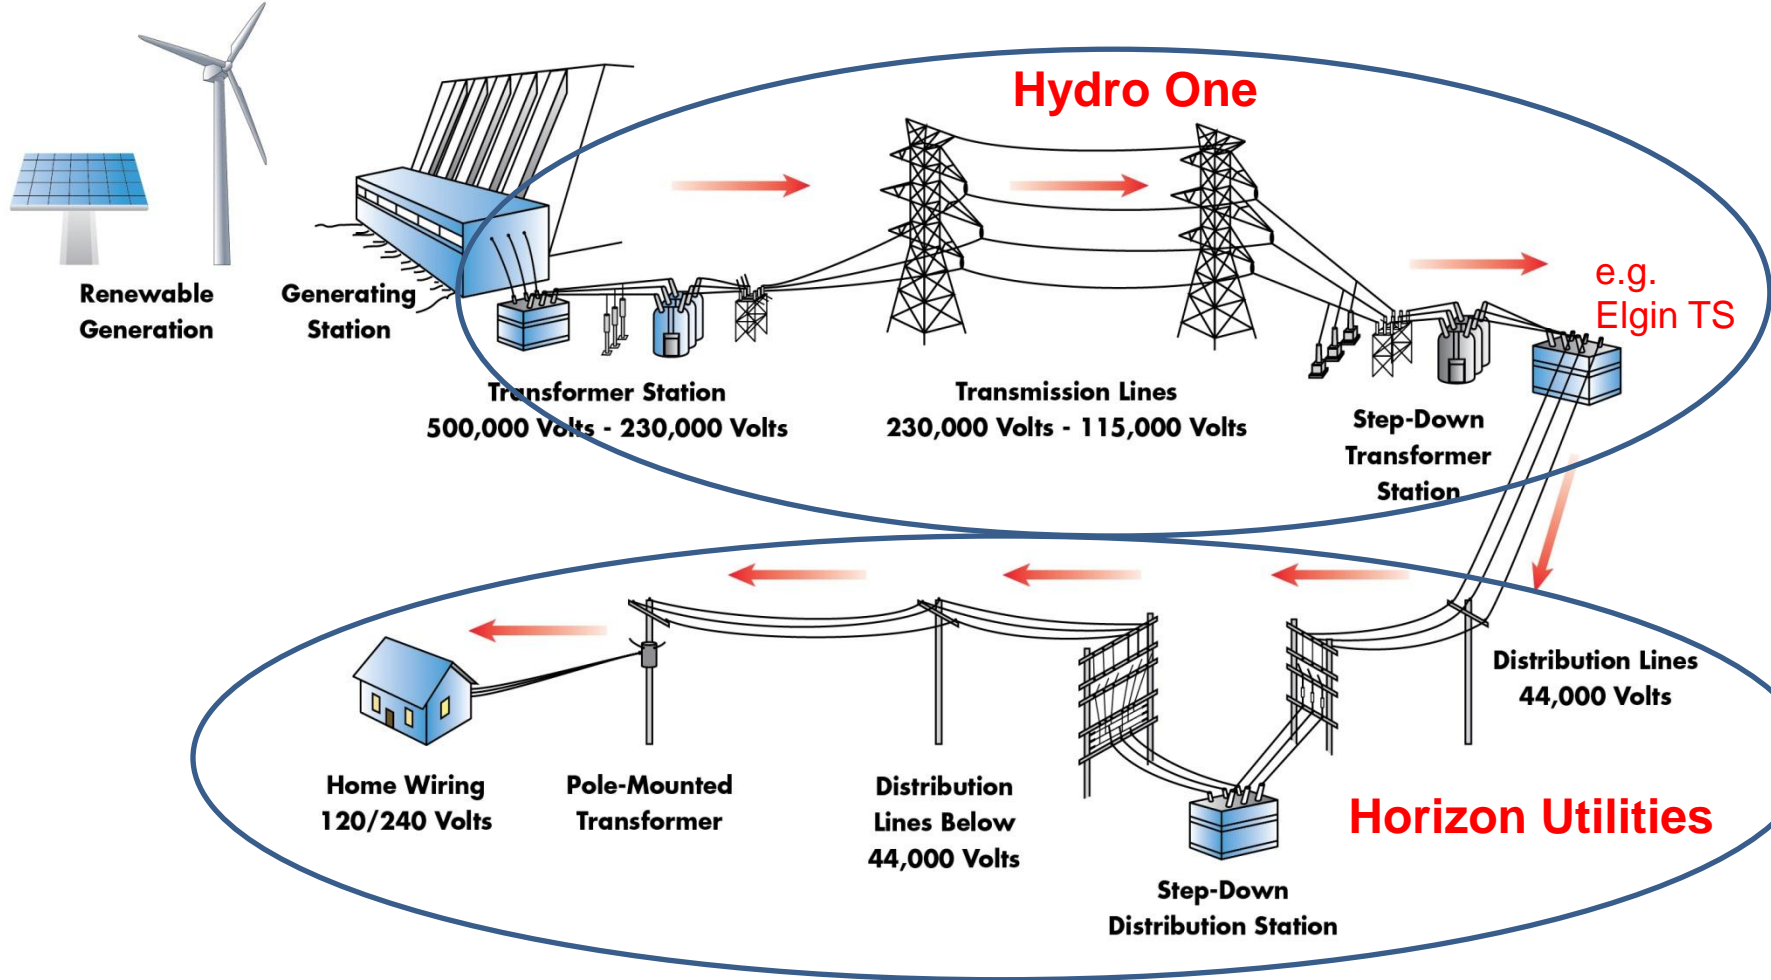 Hydro One
e.g.
Elgin TS
Renewable
Generation
Generating
Station
Transformer Station
500,000 Volts - 230,000 Volts
Transmission Lines
230,000 Volts - 115,000 Volts
Step-Down
Transformer
Station
Distribution Lines
44,000 Volts
Home Wiring
120/240 Volts
Pole-Mounted
Transformer
Distribution
Lines Below
44,000 Volts
Step-Down
Distribution Station
Horizon Utilities